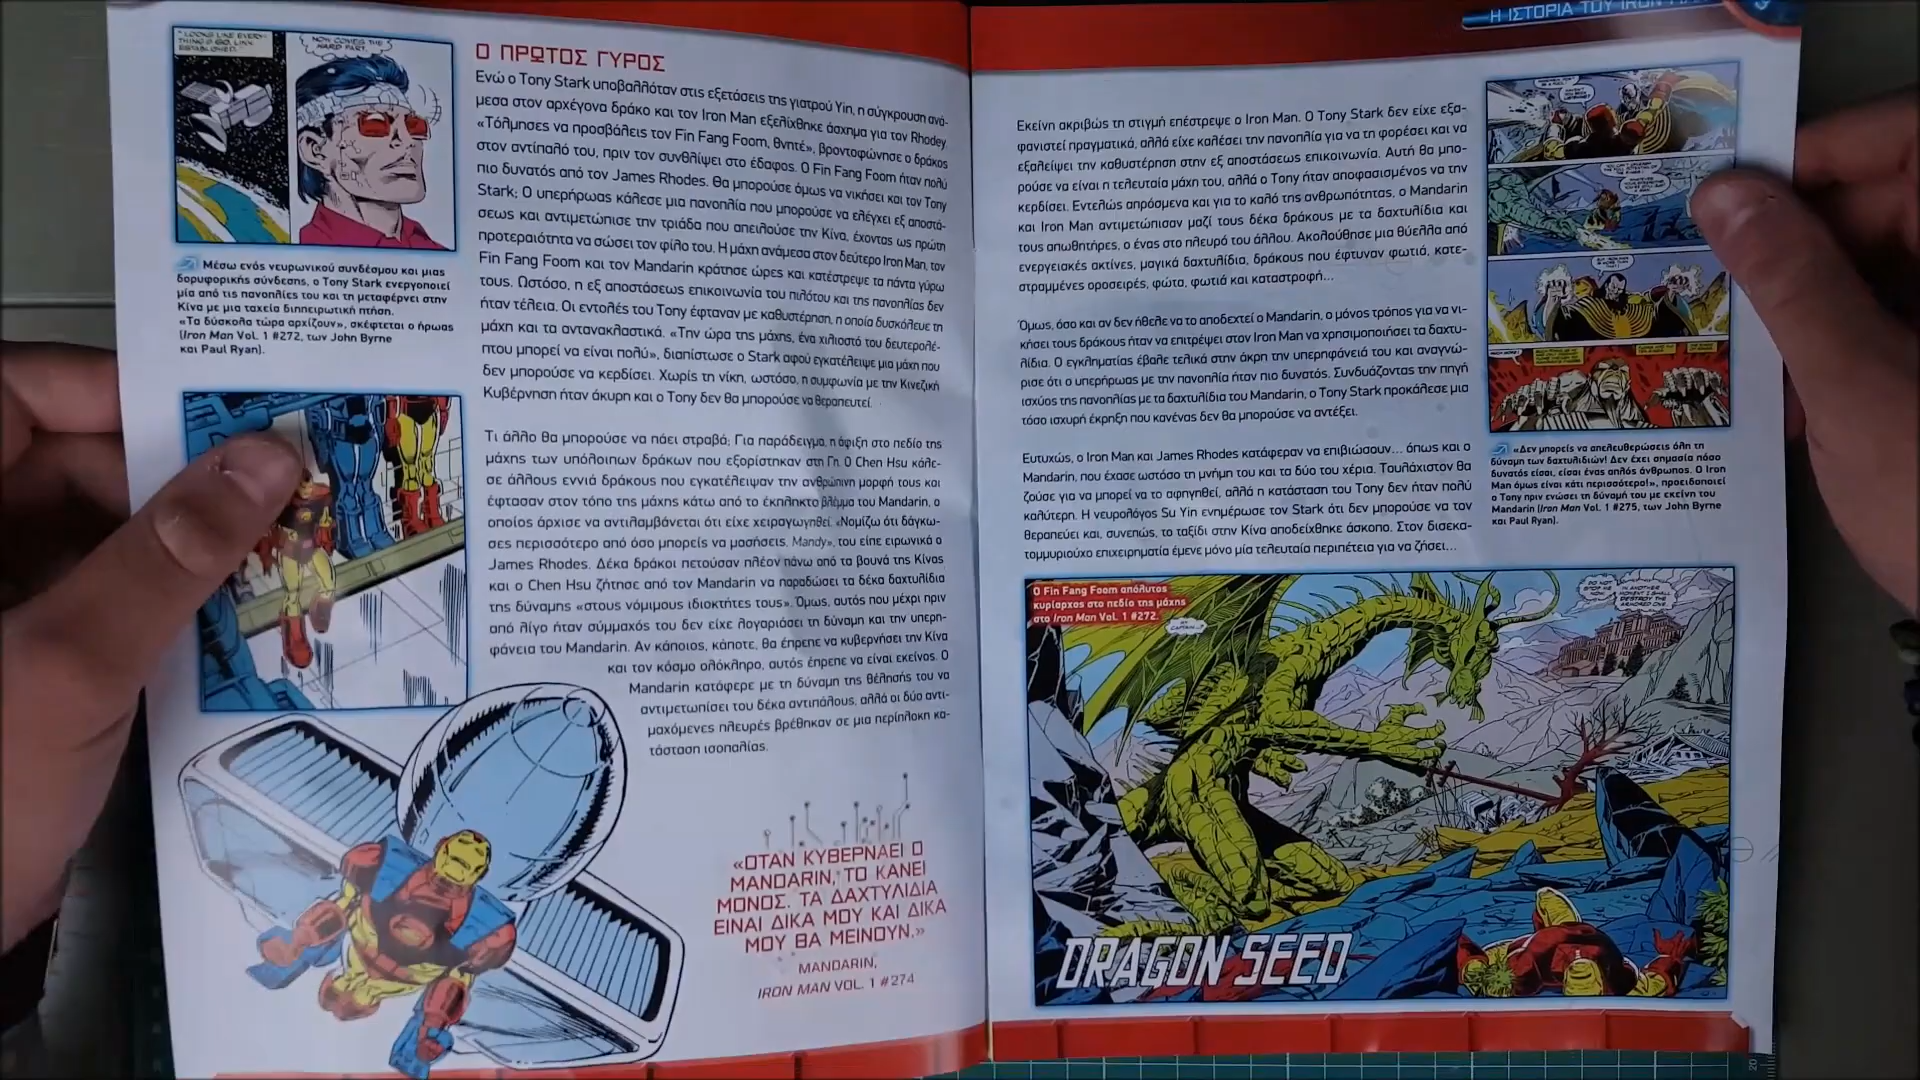 "LOOKS LIKE EVERY-
THING'S GO. LINK
ESTABLISHED."
NOW COMES THE
HARD PART.
Μέσω ενός νευρωνικού συνδέσμου και μιας
δορυφορικής σύνδεσης, ο Tony Stark ενεργοποιεί
μία από τις πανοπλίες του και τη μεταφέρει στην
Κίνα με μια ταχεία διηπειρωτική πτήση.
«Τα δύσκολα τώρα αρχίζουν», σκέφτεται ο ήρωας
(Iron Man Vol. 1 #272, των John Byrne
και Paul Ryan).
Ο ΠΡΩΤΟΣ ΓΥΡΟΣ
Ενώ ο Tony Stark υποβαλλόταν στις εξετάσεις της γιατρού Yin, η σύγκρουση ανά-
μεσα στον αρχέγονο δράκο και τον Iron Man εξελίχθηκε άσχημα για τον Rhodey.
«Τόλμησες να προσβάλεις τον Fin Fang Foom, θνητέ», βροντοφώνησε ο δράκος
στον αντίπαλό του, πριν τον συνθλίψει στο έδαφος. Ο Fin Fang Foom ήταν πολύ
πιο δυνατός από τον James Rhodes. Θα μπορούσε όμως να νικήσει και τον Tony
Stark; Ο υπερήρωας κάλεσε μια πανοπλία που μπορούσε να ελέγχει εξ αποστά-
σεως και αντιμετώπισε την τριάδα που απειλούσε την Κίνα, έχοντας ως πρώτη
προτεραιότητα να σώσει τον φίλο του. Η μάχη ανάμεσα στον δεύτερο Iron Man, τον
Fin Fang Foom και τον Mandarin κράτησε ώρες και κατέστρεψε τα πάντα γύρω
τους. Ωστόσο, η εξ αποστάσεως επικοινωνία του πιλότου και της πανοπλίας δεν
ήταν τέλεια. Οι εντολές του Tony έφταναν με καθυστέρηση, η οποία δυσκόλευε τη
μάχη και τα αντανακλαστικά. «Την ώρα της μάχης, ένα χιλιοστό του δευτερολέ-
πτου μπορεί να είναι πολύ», διαπίστωσε ο Stark αφού εγκατέλειψε μια μάχη που
δεν μπορούσε να κερδίσει. Χωρίς τη νίκη, ωστόσο, η συμφωνία με την Κινεζική
Κυβέρνηση ήταν άκυρη και ο Tony δεν θα μπορούσε να θεραπευτεί.
Τι άλλο θα μπορούσε να πάει στραβά; Για παράδειγμα, η άφιξη στο πεδίο της
μάχης των υπόλοιπων δράκων που εξορίστηκαν στη Γη. Ο Chen Hsu κάλε-
σε άλλους εννιά δράκους που εγκατέλειψαν την ανθρώπινη μορφή τους και
έφτασαν στον τόπο της μάχης κάτω από το έκπληκτο βλέμμα του Mandarin, ο
οποίος άρχισε να αντιλαμβάνεται ότι είχε χειραγωγηθεί. «Νομίζω ότι δάγκω-
σες περισσότερο από όσο μπορείς να μασήσεις, Mandy», του είπε ειρωνικά ο
James Rhodes. Δέκα δράκοι πετούσαν πλέον πάνω από τα βουνά της Κίνας
και ο Chen Hsu ζήτησε από τον Mandarin να παραδώσει τα δέκα δαχτυλίδια
της δύναμης «στους νόμιμους ιδιοκτήτες τους». Όμως, αυτός που μέχρι πριν
από λίγο ήταν σύμμαχός του δεν είχε λογαριάσει τη δύναμη και την υπερη-
φάνεια του Mandarin. Αν κάποιος, κάποτε, θα έπρεπε να κυβερνήσει την Κίνα
και τον κόσμο ολόκληρο, αυτός έπρεπε να είναι εκείνος. Ο
Mandarin κατάφερε με τη δύναμη της θέλησής του να
αντιμετωπίσει του δέκα αντιπάλους, αλλά οι δύο αντι-
μαχόμενες πλευρές βρέθηκαν σε μια περίπλοκη κα-
τάσταση ισοπαλίας.
«ΟΤΑΝ ΚΥΒΕΡΝΑΕΙ Ο
MANDARIN, ΤΟ ΚΑΝΕΙ
ΜΟΝΟΣ. ΤΑ ΔΑΧΤΥΛΙΔΙΑ
ΕΙΝΑΙ ΔΙΚΑ ΜΟΥ ΚΑΙ ΔΙΚΑ
ΜΟΥ ΘΑ ΜΕΙΝΟΥΝ.»
MANDARIN,
IRON MAN VOL. 1 #274
Η ΙΣΤΟΡΙΑ ΤΟΥ IRON MAN
Εκείνη ακριβώς τη στιγμή επέστρεψε ο Iron Man. Ο Tony Stark δεν είχε εξα-
φανιστεί πραγματικά, αλλά είχε καλέσει την πανοπλία για να τη φορέσει και να
εξαλείψει την καθυστέρηση στην εξ αποστάσεως επικοινωνία. Αυτή θα μπο-
ρούσε να είναι η τελευταία μάχη του, αλλά ο Tony ήταν αποφασισμένος να την
κερδίσει. Εντελώς απρόσμενα και για το καλό της ανθρωπότητας, ο Mandarin
και Iron Man αντιμετώπισαν μαζί τους δέκα δράκους με τα δαχτυλίδια και
τους απωθητήρες, ο ένας στο πλευρό του άλλου. Ακολούθησε μια θύελλα από
ενεργειακές ακτίνες, μαγικά δαχτυλίδια, δράκους που έφτυναν φωτιά, κατε-
στραμμένες οροσειρές, φώτα, φωτιά και καταστροφή...
Όμως, όσο και αν δεν ήθελε να το αποδεχτεί ο Mandarin, ο μόνος τρόπος για να νι-
κήσει τους δράκους ήταν να επιτρέψει στον Iron Man να χρησιμοποιήσει τα δαχτυ-
λίδια. Ο εγκληματίας έβαλε τελικά στην άκρη την υπερηφάνειά του και αναγνώ-
ρισε ότι ο υπερήρωας με την πανοπλία ήταν πιο δυνατός. Συνδυάζοντας την πηγή
ισχύος της πανοπλίας με τα δαχτυλίδια του Mandarin, ο Tony Stark προκάλεσε μια
τόσο ισχυρή έκρηξη που κανένας δεν θα μπορούσε να αντέξει.
Ευτυχώς, ο Iron Man και James Rhodes κατάφεραν να επιβιώσουν... όπως και ο
Mandarin, που έχασε ωστόσο τη μνήμη του και τα δύο του χέρια. Τουλάχιστον θα
ζούσε για να μπορεί να το αφηγηθεί, αλλά η κατάσταση του Tony δεν ήταν πολύ
καλύτερη. Η νευρολόγος Su Yin ενημέρωσε τον Stark ότι δεν μπορούσε να τον
θεραπεύει και, συνεπώς, το ταξίδι στην Κίνα αποδείχθηκε άσκοπο. Στον δισεκα-
τομμυριούχο επιχειρηματία έμενε μόνο μία τελευταία περιπέτεια για να ζήσει...
«Δεν μπορείς να απελευθερώσεις όλη τη
δύναμη των δαχτυλιδιών! Δεν έχει σημασία πόσο
δυνατός είσαι, είσαι ένας απλός άνθρωπος. Ο Iron
Man όμως είναι κάτι περισσότερο!», προειδοποιεί
ο Tony πριν ενώσει τη δύναμή του με εκείνη του
Mandarin (Iron Man Vol. 1 #275, των John Byrne
και Paul Ryan).
Ο Fin Fang Foom απόλυτος
κυρίαρχος στο πεδίο της μάχης
στο Iron Man Vol. 1 #272.
DRAGON SEED
20